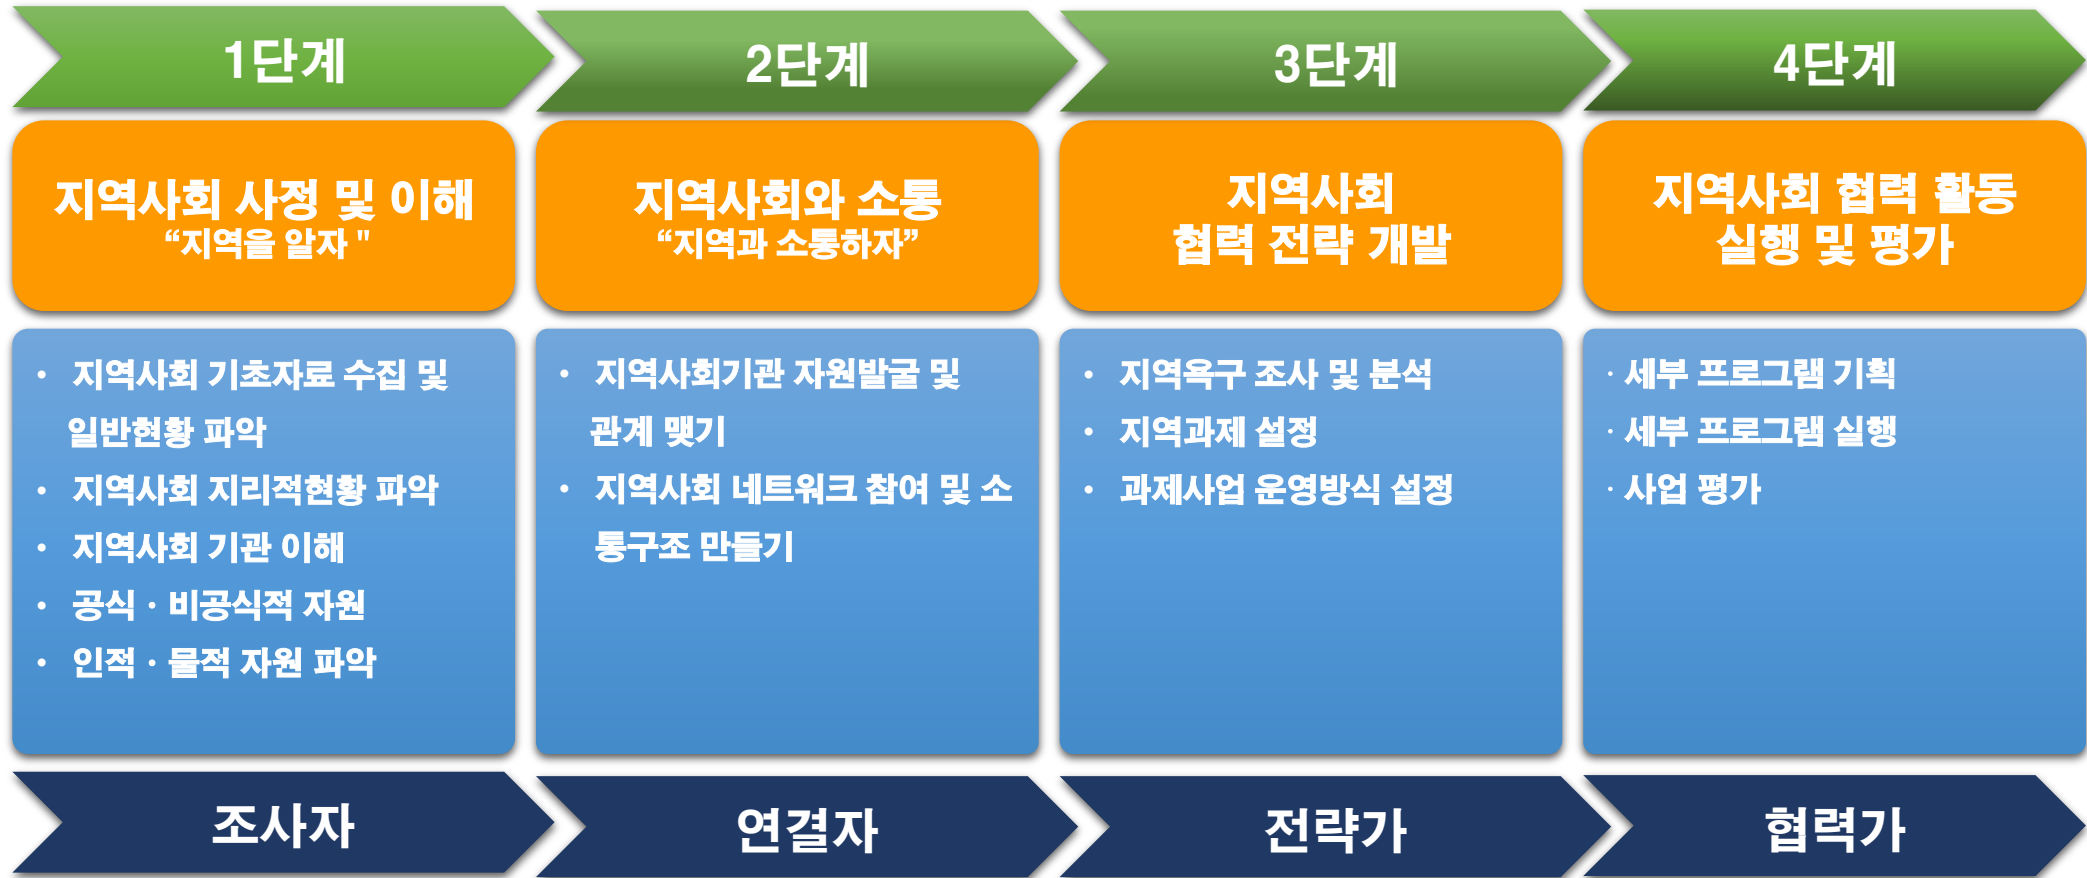 1단계
2단계
3단계
4단계
지역사회 사정 및 이해
“지역을 알자 "
지역사회와 소통
“지역과 소통하자”
지역사회
협력 전략 개발
지역사회 협력 활동
실행 및 평가
• 지역사회 기초자료 수집 및
일반현황 파악
• 지역사회 지리적현황 파악
• 지역사회 기관 이해
• 공식 · 비공식적 자원
• 인적 · 물적 자원 파악
• 지역사회기관 자원발굴 및
관계 맺기
• 지역사회 네트워크 참여 및 소
통구조 만들기
• 지역욕구 조사 및 분석
• 지역과제 설정
• 과제사업 운영방식 설정
· 세부 프로그램 기획
· 세부 프로그램 실행
· 사업 평가
조사자
연결자
전략가
협력가